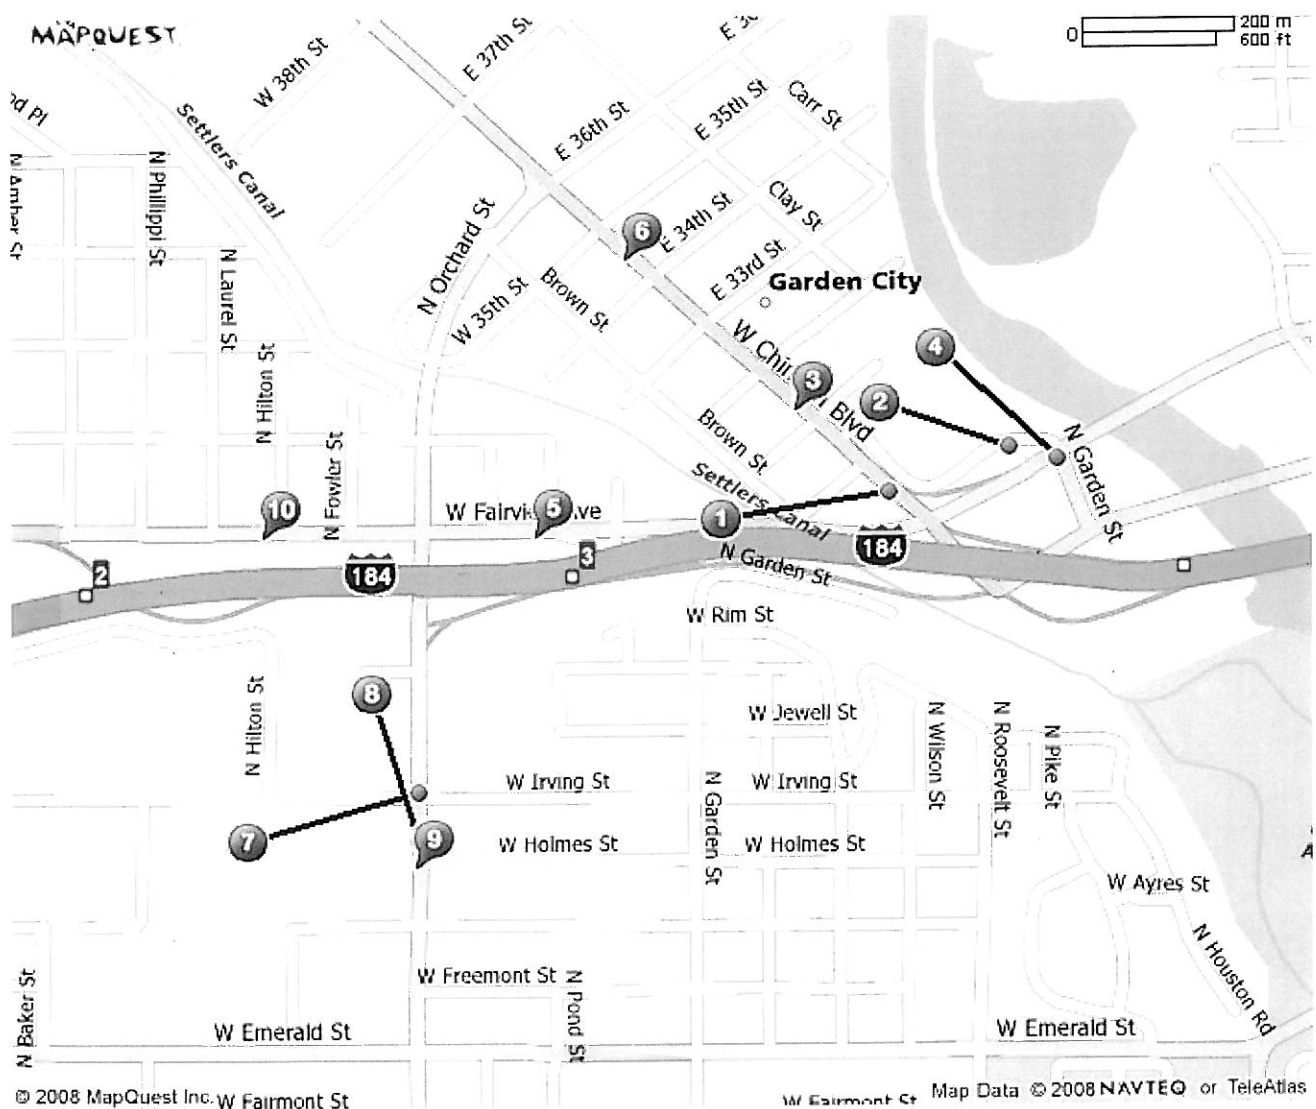 MAPQUEST
0
200 m
600 ft
W 38th St
E 37th St
E 36th St
E 35th St
Carr St
Settlers Canal
N Phillippi St
N Amber St
N Laurel St
N Orchard St
E 34th St
Clay St
E 33rd St
Garden City
W 35th St
Brown St
6
4
3
2
N Hilton St
N Fowler St
Blvd
Brown St
Settlers Canal
N Garden St
10
W
5
1
184
184
2
3
N Garden St
W Rim St
8
N Hilton St
W Jewell St
N Wilson St
N Roosevelt St
N Pike St
W Irving St
W Irving St
7
9
W Holmes St
W Holmes St
N Garden St
W Ayres St
N Houston Rd
W Freemont St
N Pond St
N Baker St
W Emerald St
W Emerald St
© 2008 MapQuest Inc.
W Fairmont St
W Fairmont St
Map Data © 2008 NAVTEQ or TeleAtlas